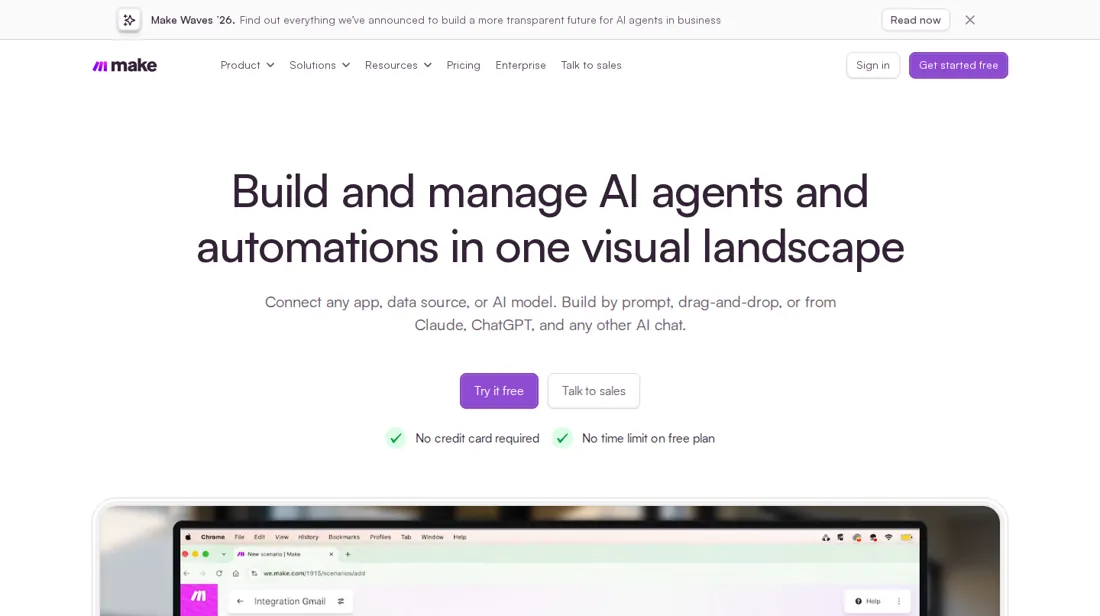 Make Waves '26. Find out everything we've announced to build a more transparent future for AI agents in business
Read now
make
Product Solutions Resources Pricing Enterprise Talk to sales
Sign in
Get started free
Build and manage AI agents and
automations in one visual landscape
Connect any app, data source, or AI model. Build by prompt, drag-and-drop, or from
Claude, ChatGPT, and any other AI chat.
Try it free
Talk to sales
No credit card required
No time limit on free plan
Chrome File Edit View History Bookmarks Profiles Tab Window Help
New scenario | Make
we.make.com/1915/scenarios/add
Integration Gmail
Help